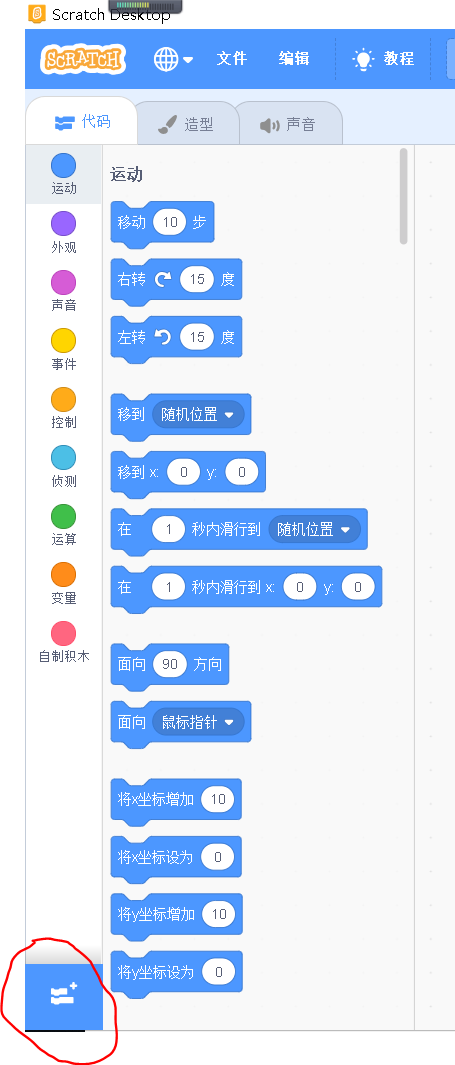 Scratch Desktop
SCRATCH 文件 编辑 教程
代码 造型 声音
运动
外观
声音
事件
控制
侦测
运算
变量
自制积木
运动
移动 10 步
右转 15 度
左转 15 度
移到 随机位置
移到 x: 0 y: 0
在 1 秒内滑行到 随机位置
在 1 秒内滑行到 x: 0 y: 0
面向 90 方向
面向 鼠标指针
将x坐标增加 10
将x坐标设为 0
将y坐标增加 10
将y坐标设为 0